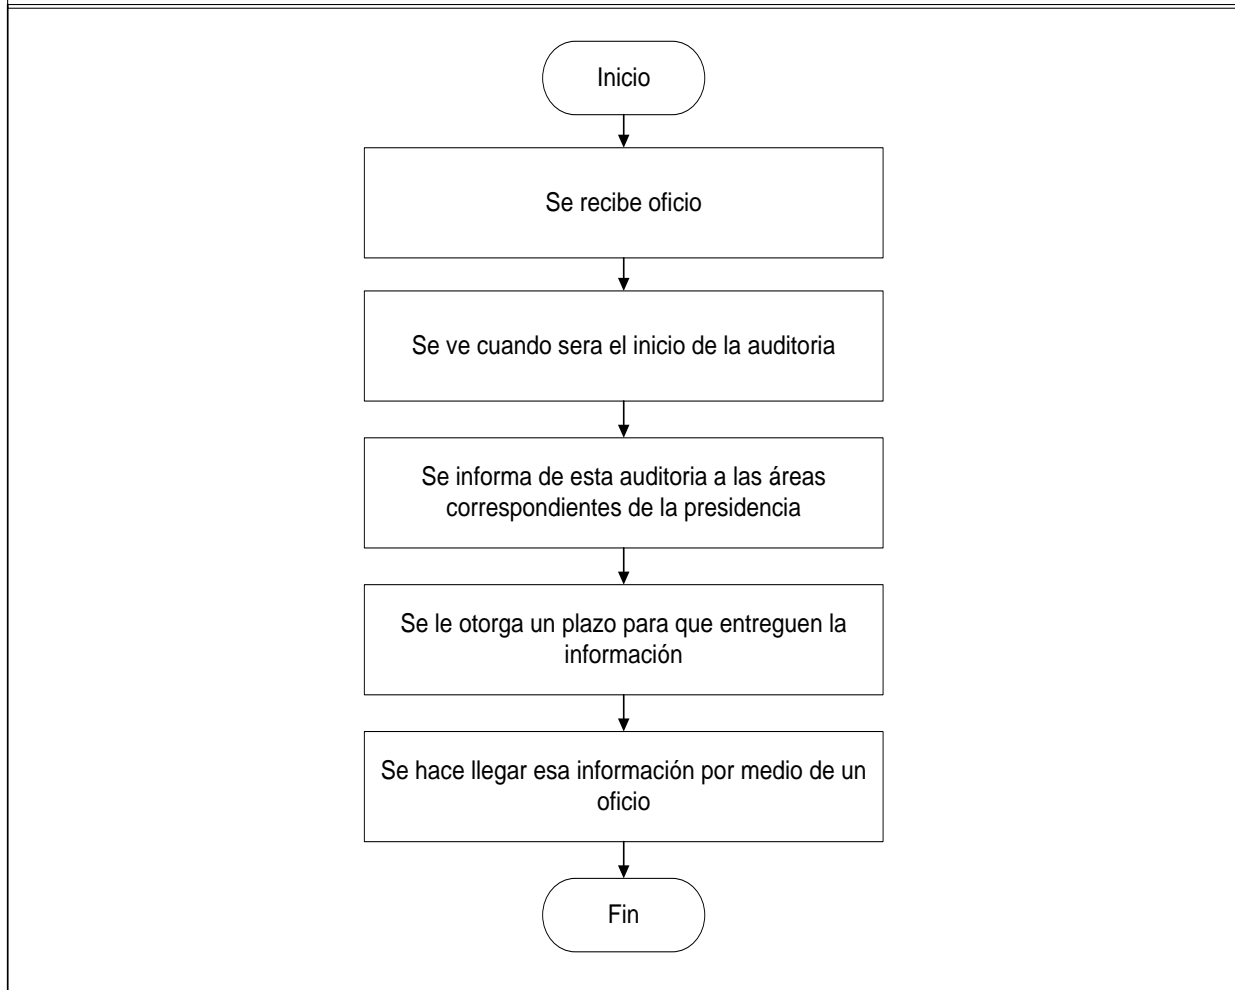 Inicio
Se recibe oficio
Se ve cuando sera el inicio de la auditoria
Se informa de esta auditoria a las áreas
correspondientes de la presidencia
Se le otorga un plazo para que entreguen la
información
Se hace llegar esa información por medio de un
oficio
Fin